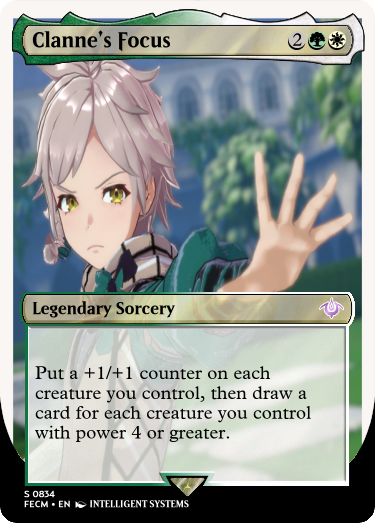 Clanne's Focus 2
Legendary Sorcery
Put a +1/+1 counter on each
creature you control, then draw a
card for each creature you control
with power 4 or greater.
S 0834
FECM • EN INTELLIGENT SYSTEMS